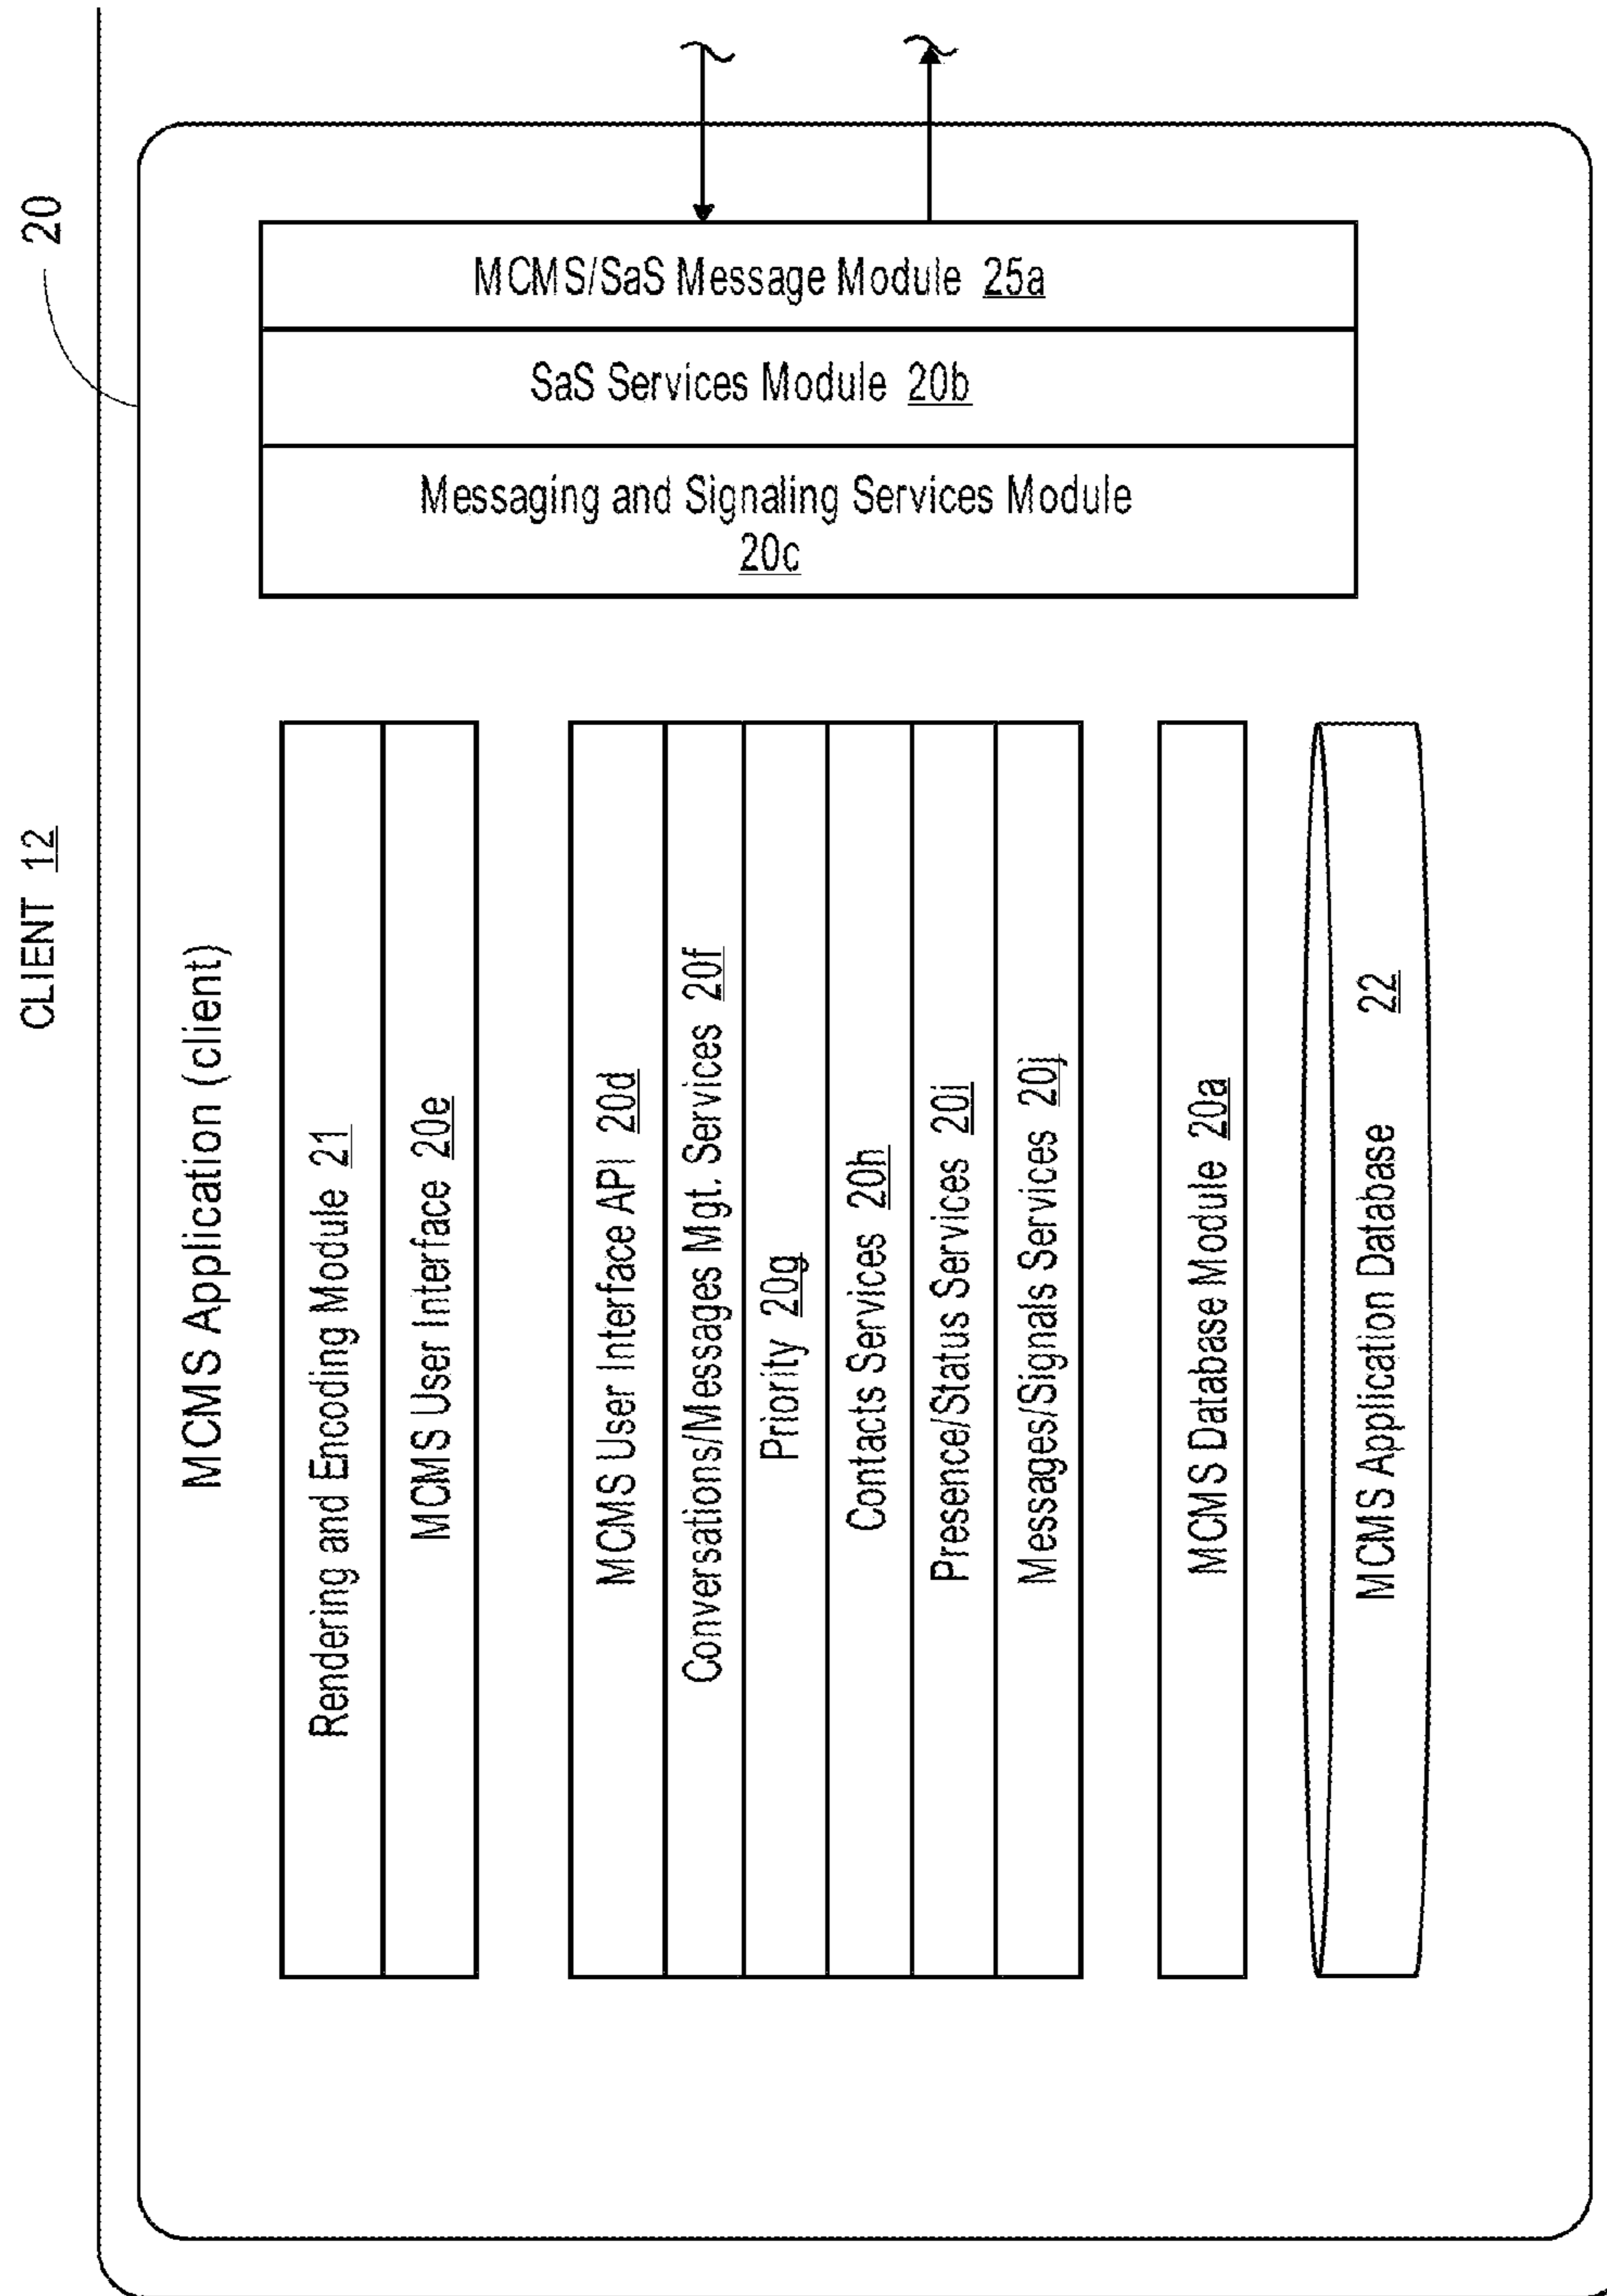 CLIENT 12
20
MCMS Application (client)
Rendering and Encoding Module 21
MCMS User Interface 20e
MCMS User Interface API 20d
Conversations/Messages Mgt. Services 20f
Priority 20g
Contacts Services 20h
Presence/Status Services 20i
Messages/Signals Services 20j
MCMS Database Module 20a
MCMS Application Database 22
MCMS/SaS Message Module 25a
SaS Services Module 20b
Messaging and Signaling Services Module
20c